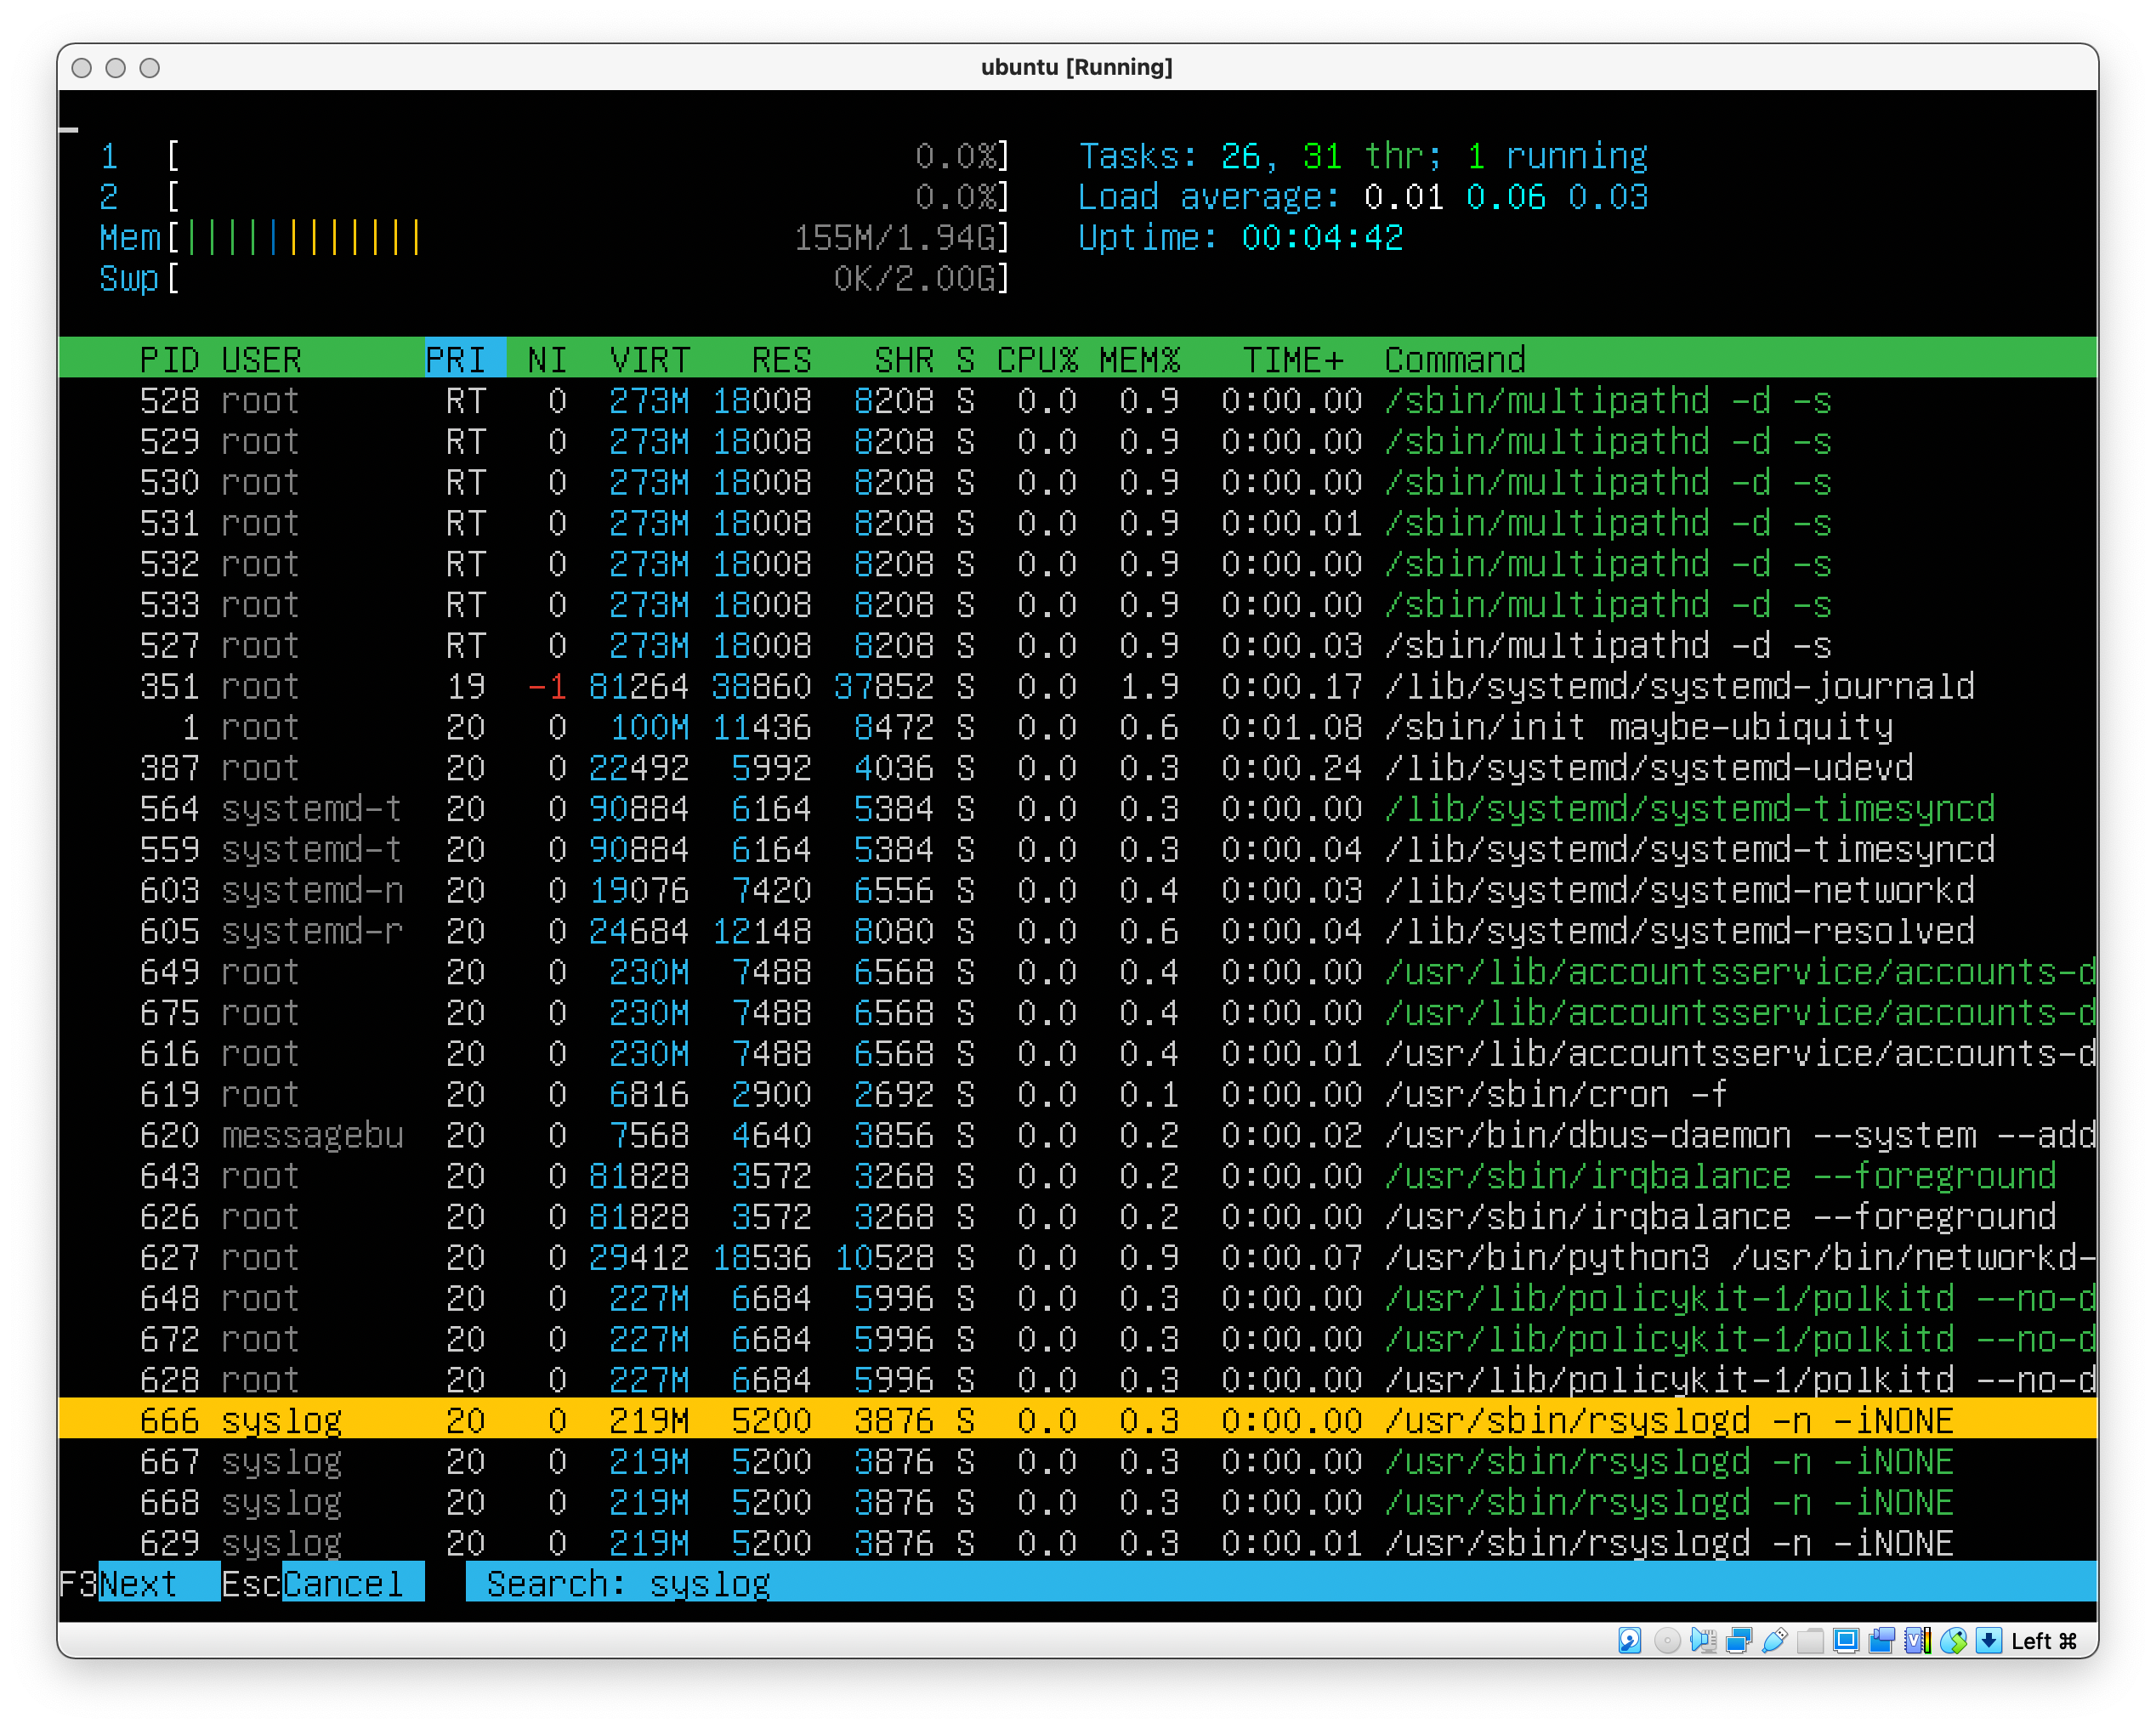 ubuntu [Running]
1 [ 0.0%] Tasks: 26, 31 thr; 1 running
2 [ 0.0%] Load average: 0.01 0.06 0.03
Mem[||||||||||||155M/1.94G] Uptime: 00:04:42
Swp[ 0K/2.00G]
PID USER PRI NI VIRT RES SHR S CPU% MEM% TIME+ Command
528 root RT 0 273M 18008 8208 S 0.0 0.9 0:00.00 /sbin/multipathd -d -s
529 root RT 0 273M 18008 8208 S 0.0 0.9 0:00.00 /sbin/multipathd -d -s
530 root RT 0 273M 18008 8208 S 0.0 0.9 0:00.00 /sbin/multipathd -d -s
531 root RT 0 273M 18008 8208 S 0.0 0.9 0:00.01 /sbin/multipathd -d -s
532 root RT 0 273M 18008 8208 S 0.0 0.9 0:00.00 /sbin/multipathd -d -s
533 root RT 0 273M 18008 8208 S 0.0 0.9 0:00.00 /sbin/multipathd -d -s
527 root RT 0 273M 18008 8208 S 0.0 0.9 0:00.03 /sbin/multipathd -d -s
351 root 19 -1 81264 38860 37852 S 0.0 1.9 0:00.17 /lib/systemd/systemd-journald
1 root 20 0 100M 11436 8472 S 0.0 0.6 0:01.08 /sbin/init maybe-ubiquity
387 root 20 0 22492 5992 4036 S 0.0 0.3 0:00.24 /lib/systemd/systemd-udevd
564 systemd-t 20 0 90884 6164 5384 S 0.0 0.3 0:00.00 /lib/systemd/systemd-timesyncd
559 systemd-t 20 0 90884 6164 5384 S 0.0 0.3 0:00.04 /lib/systemd/systemd-timesyncd
603 systemd-n 20 0 19076 7420 6556 S 0.0 0.4 0:00.03 /lib/systemd/systemd-networkd
605 systemd-r 20 0 24684 12148 8080 S 0.0 0.6 0:00.04 /lib/systemd/systemd-resolved
649 root 20 0 230M 7488 6568 S 0.0 0.4 0:00.00 /usr/lib/accountsservice/accounts-d
675 root 20 0 230M 7488 6568 S 0.0 0.4 0:00.00 /usr/lib/accountsservice/accounts-d
616 root 20 0 230M 7488 6568 S 0.0 0.4 0:00.01 /usr/lib/accountsservice/accounts-d
619 root 20 0 6816 2900 2692 S 0.0 0.1 0:00.00 /usr/sbin/cron -f
620 messagebu 20 0 7568 4640 3856 S 0.0 0.2 0:00.02 /usr/bin/dbus-daemon --system --add
643 root 20 0 81828 3572 3268 S 0.0 0.2 0:00.00 /usr/sbin/irqbalance --foreground
626 root 20 0 81828 3572 3268 S 0.0 0.2 0:00.00 /usr/sbin/irqbalance --foreground
627 root 20 0 29412 18536 10528 S 0.0 0.9 0:00.07 /usr/bin/python3 /usr/bin/networkd-
648 root 20 0 227M 6684 5996 S 0.0 0.3 0:00.00 /usr/lib/policykit-1/polkitd --no-d
672 root 20 0 227M 6684 5996 S 0.0 0.3 0:00.00 /usr/lib/policykit-1/polkitd --no-d
628 root 20 0 227M 6684 5996 S 0.0 0.3 0:00.00 /usr/lib/policykit-1/polkitd --no-d
666 syslog 20 0 219M 5200 3876 S 0.0 0.3 0:00.00 /usr/sbin/rsyslogd -n -iNONE
667 syslog 20 0 219M 5200 3876 S 0.0 0.3 0:00.00 /usr/sbin/rsyslogd -n -iNONE
668 syslog 20 0 219M 5200 3876 S 0.0 0.3 0:00.00 /usr/sbin/rsyslogd -n -iNONE
629 syslog 20 0 219M 5200 3876 S 0.0 0.3 0:00.01 /usr/sbin/rsyslogd -n -iNONE
F3Next EscCancel Search: syslog
Left ⌘